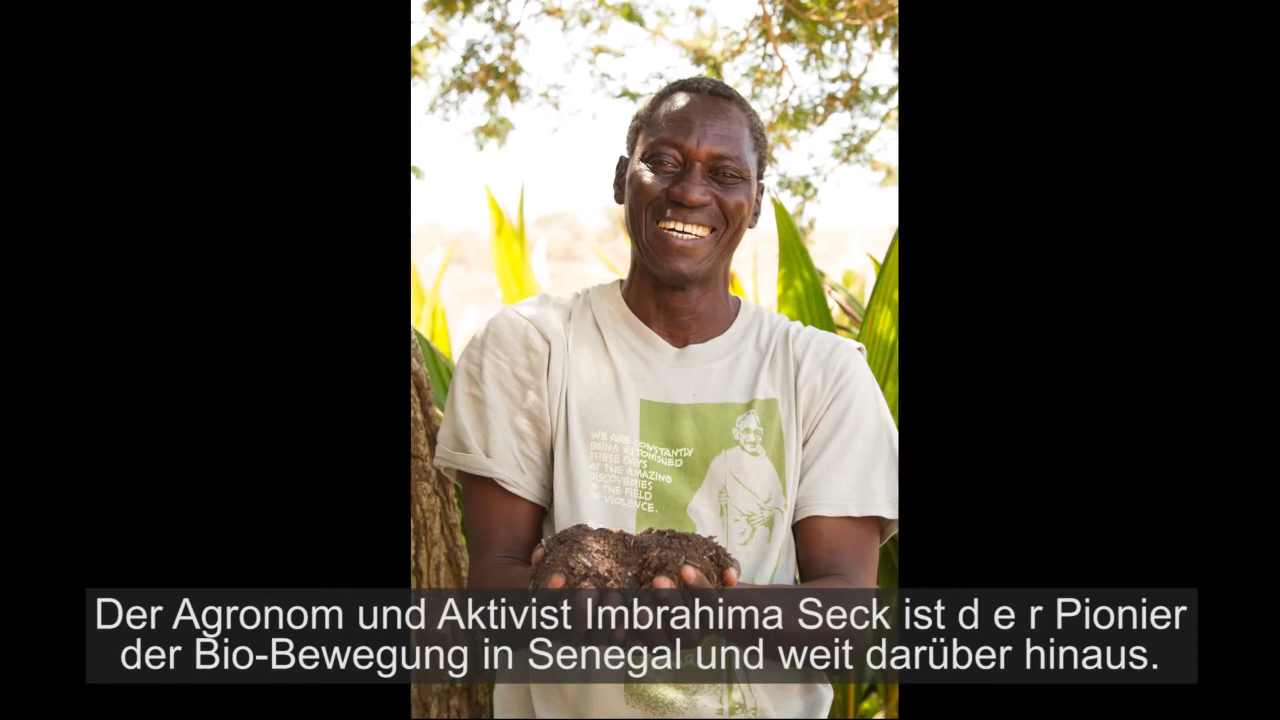 WE ARE CONSTANTLY
BEING ASTONISHED
THESE DAYS
AT THE AMAZING
DISCOVERIES
IN THE FIELD
OF VIOLENCE.
Der Agronom und Aktivist Imbrahima Seck ist d e r Pionier
der Bio-Bewegung in Senegal und weit darüber hinaus.